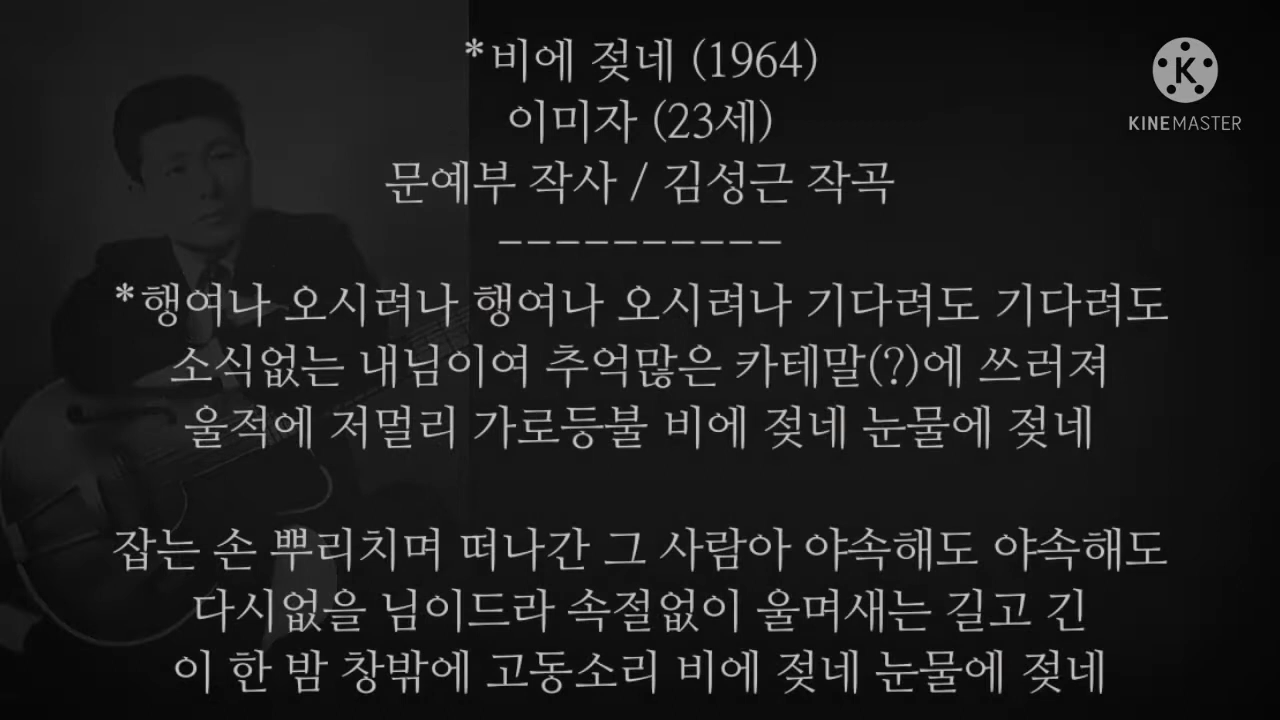 *비에 젖네 (1964)
이미자 (23세)
문예부 작사 / 김성근 작곡
----------
*행여나 오시려나 행여나 오시려나 기다려도 기다려도
소식없는 내님이여 추억많은 카테말(?)에 쓰러져
울적에 저멀리 가로등불 비에 젖네 눈물에 젖네
잡는 손 뿌리치며 떠나간 그 사람아 야속해도 야속해도
다시없을 님이드라 속절없이 울며새는 길고 긴
이 한 밤 창밖에 고동소리 비에 젖네 눈물에 젖네
K
KINEMASTER